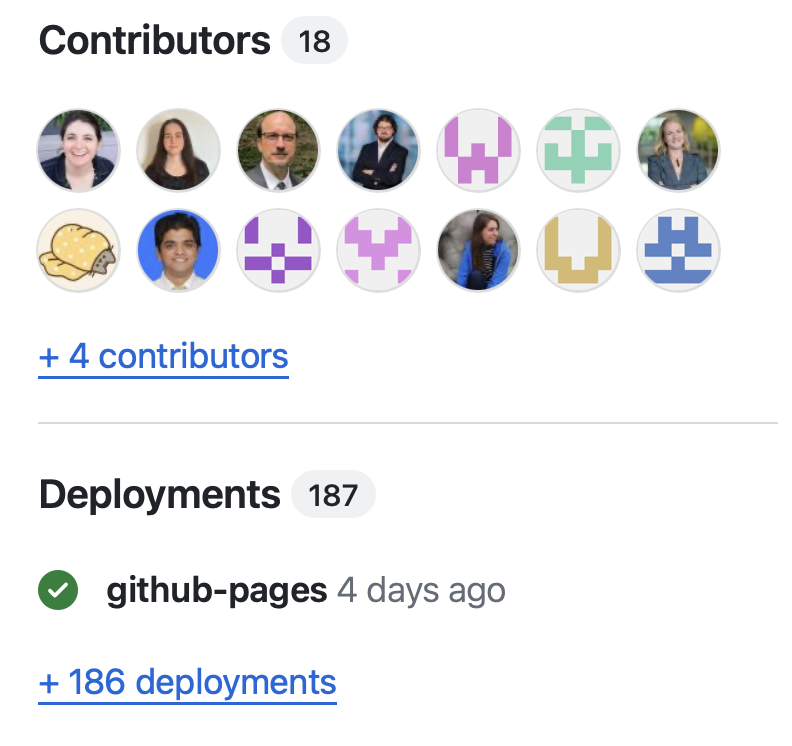 Contributors 18
+ 4 contributors
Deployments 187
github-pages 4 days ago
+ 186 deployments